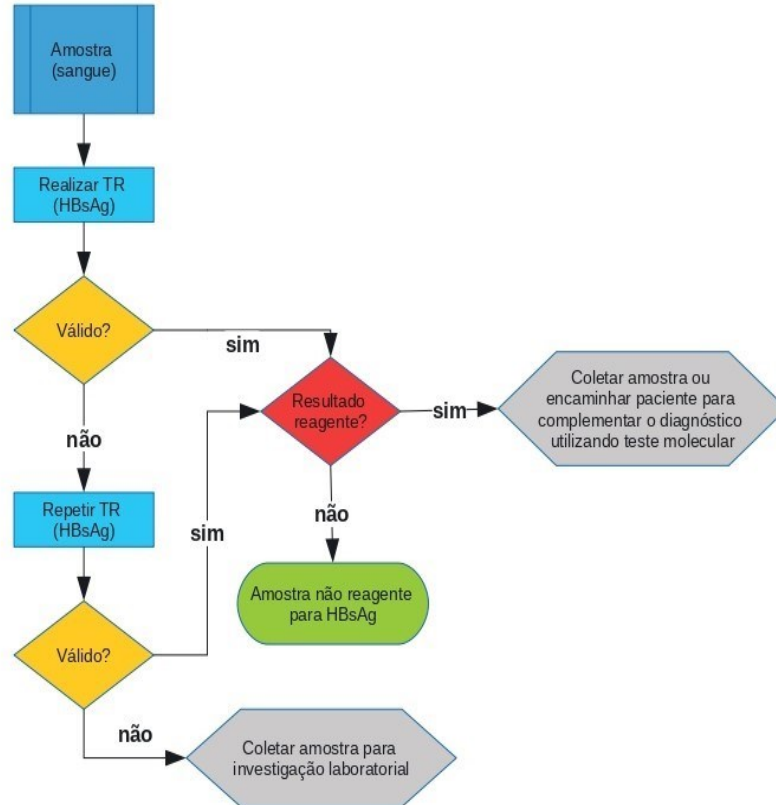 Amostra
(sangue)
Realizar TR
(HBsAg)
Válido?
sim
não
Resultado
reagente?
sim
Coletar amostra ou
encaminhar paciente para
complementar o diagnóstico
utilizando teste molecular
não
Amostra não reagente
para HBsAg
Repetir TR
(HBsAg)
sim
Válido?
não
Coletar amostra para
investigação laboratorial